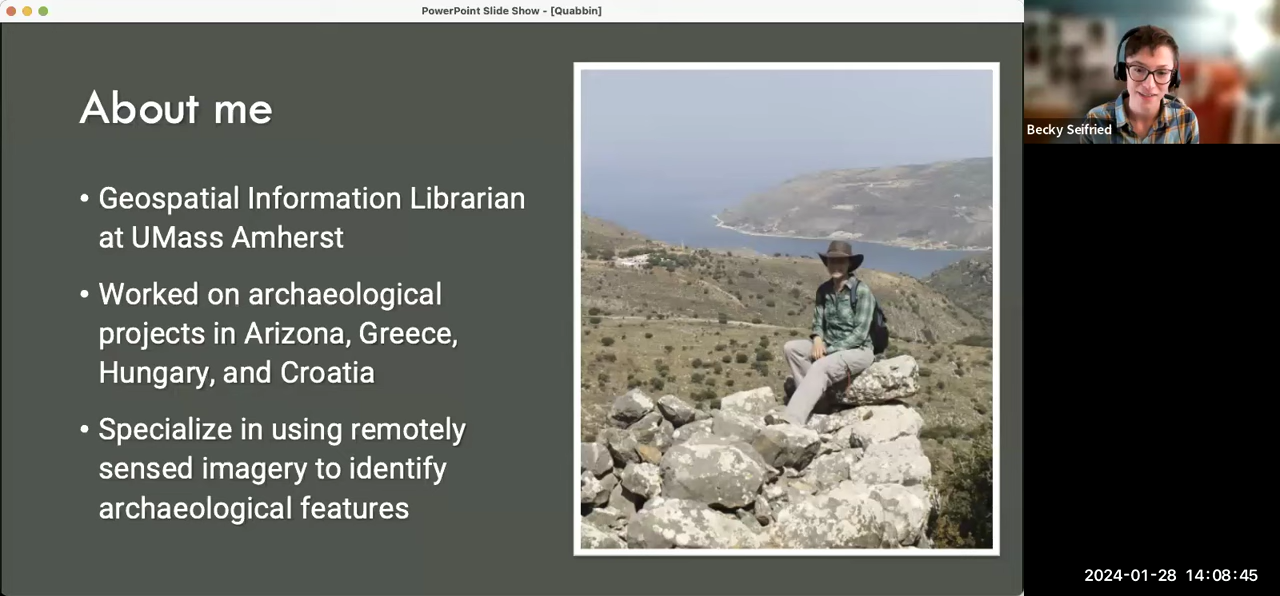 PowerPoint Slide Show - [Quabbin]
About me
• Geospatial Information Librarian
at UMass Amherst
• Worked on archaeological
projects in Arizona, Greece,
Hungary, and Croatia
• Specialize in using remotely
sensed imagery to identify
archaeological features
Becky Seifried
2024-01-28 14:08:45